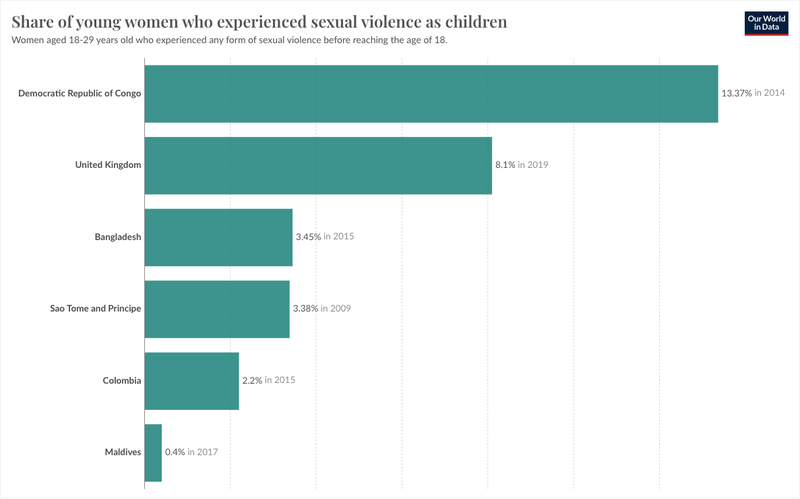 Share of young women who experienced sexual violence as children
Women aged 18-29 years old who experienced any form of sexual violence before reaching the age of 18.
Our World
in Data
Democratic Republic of Congo
13.37% in 2014
United Kingdom
8.1% in 2019
Bangladesh
3.45% in 2015
Sao Tome and Principe
3.38% in 2009
Colombia
2.2% in 2015
Maldives
0.4% in 2017